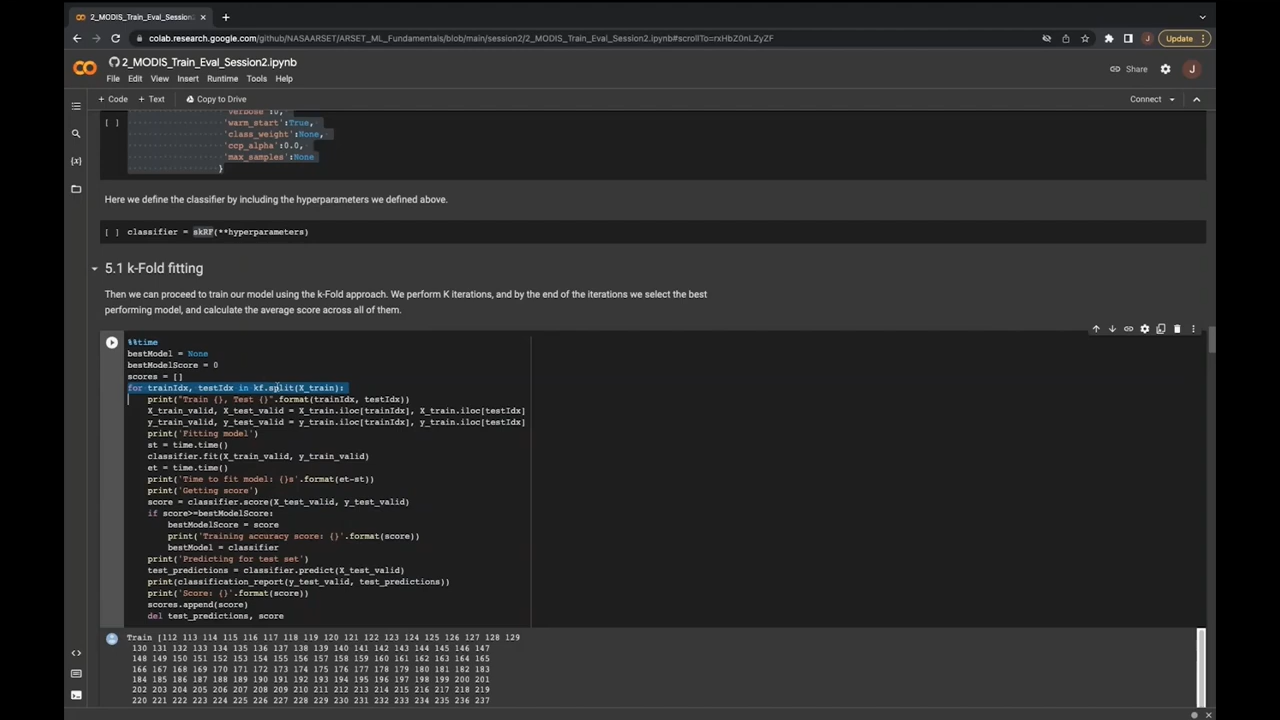 2_MODIS_Train_Eval_Session2
colab.research.google.com/github/NASAARSET/ARSET_ML_Fundamentals/blob/main/session2/2_MODIS_Train_Eval_Session2.ipynb#scrollTo=rxHbZ0nLZyZF
J
Update
2_MODIS_Train_Eval_Session2.ipynb
Share
J
File Edit View Insert Runtime Tools Help
+ Code + Text Copy to Drive
Connect
'verbose':0,
[ ] 'warm_start':True,
'class_weight':None,
'ccp_alpha':0.0,
'max_samples':None
}
Here we define the classifier by including the hyperparameters we defined above.
[ ] classifier = skRF(**hyperparameters)
5.1 k-Fold fitting
Then we can proceed to train our model using the k-Fold approach. We perform K iterations, and by the end of the iterations we select the best
performing model, and calculate the average score across all of them.
%%time
bestModel = None
bestModelScore = 0
scores = []
for trainIdx, testIdx in kf.split(X_train):
print("Train {}, Test {}".format(trainIdx, testIdx))
X_train_valid, X_test_valid = X_train.iloc[trainIdx], X_train.iloc[testIdx]
y_train_valid, y_test_valid = y_train.iloc[trainIdx], y_train.iloc[testIdx]
print('Fitting model')
st = time.time()
classifier.fit(X_train_valid, y_train_valid)
et = time.time()
print('Time to fit model: {}s'.format(et-st))
print('Getting score')
score = classifier.score(X_test_valid, y_test_valid)
if score>=bestModelScore:
bestModelScore = score
print('Training accuracy score: {}'.format(score))
bestModel = classifier
print('Predicting for test set')
test_predictions = classifier.predict(X_test_valid)
print(classification_report(y_test_valid, test_predictions))
print('Score: {}'.format(score))
scores.append(score)
del test_predictions, score
Train [112 113 114 115 116 117 118 119 120 121 122 123 124 125 126 127 128 129
130 131 132 133 134 135 136 137 138 139 140 141 142 143 144 145 146 147
148 149 150 151 152 153 154 155 156 157 158 159 160 161 162 163 164 165
166 167 168 169 170 171 172 173 174 175 176 177 178 179 180 181 182 183
184 185 186 187 188 189 190 191 192 193 194 195 196 197 198 199 200 201
202 203 204 205 206 207 208 209 210 211 212 213 214 215 216 217 218 219
220 221 222 223 224 225 226 227 228 229 230 231 232 233 234 235 236 237